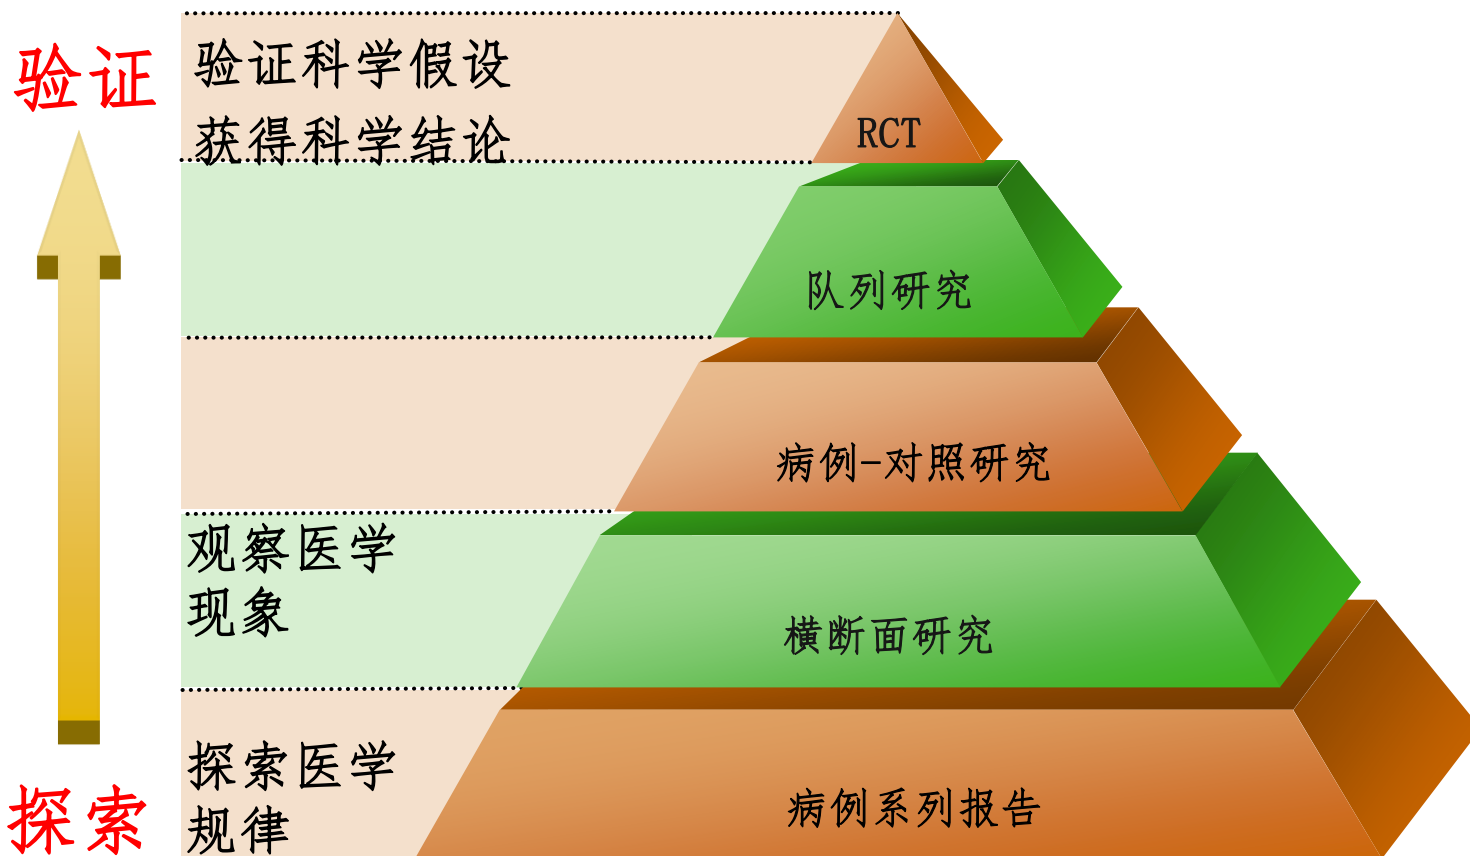 验证
验证科学假设
获得科学结论
RCT
队列研究
病例-对照研究
观察医学
现象
横断面研究
探索医学
规律
病例系列报告
探索